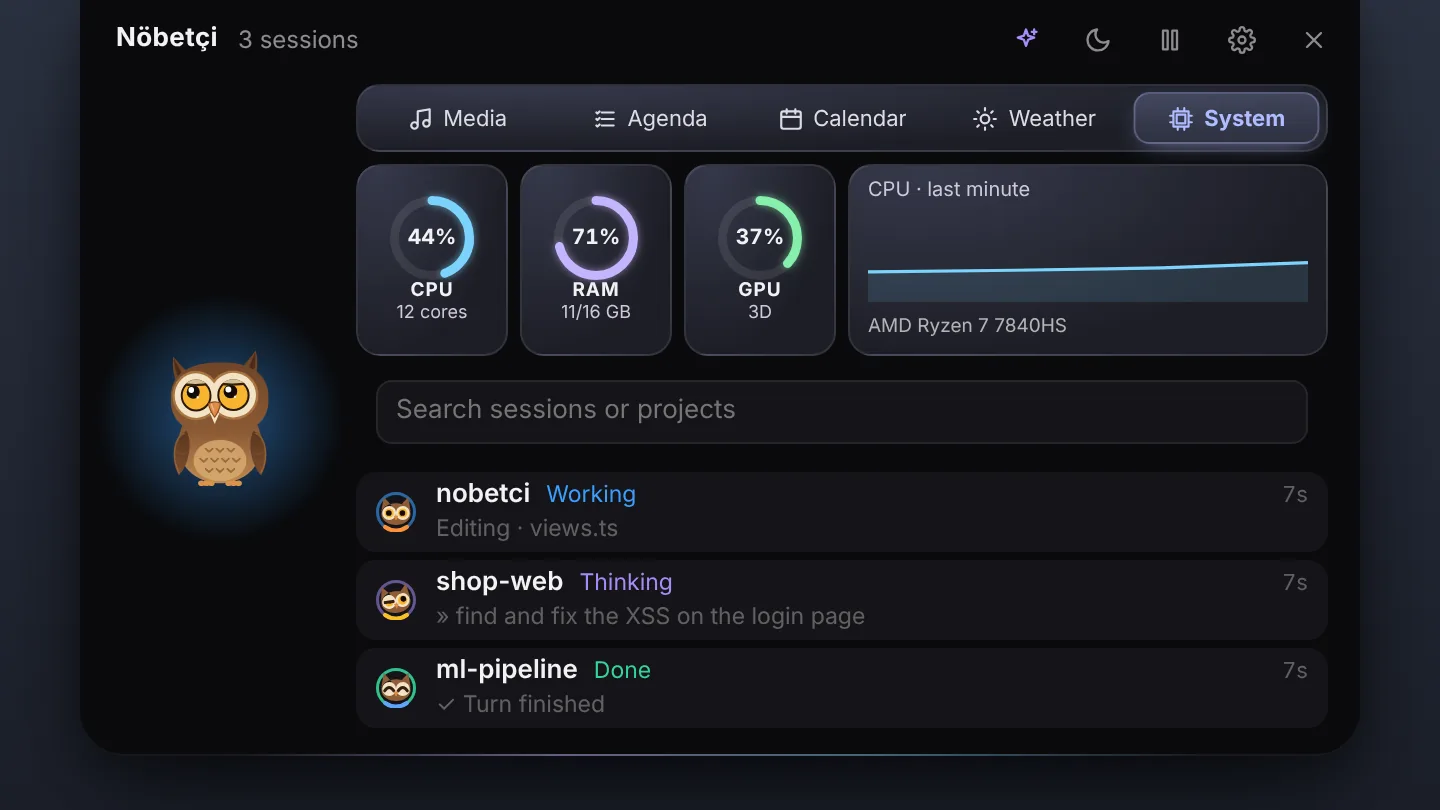 Nöbetçi 3 sessions
Media Agenda Calendar Weather System
44%
CPU
12 cores
71%
RAM
11/16 GB
37%
GPU
3D
CPU · last minute
AMD Ryzen 7 7840HS
Search sessions or projects
nobetci Working 7s
Editing · views.ts
shop-web Thinking 7s
» find and fix the XSS on the login page
ml-pipeline Done 7s
✓ Turn finished